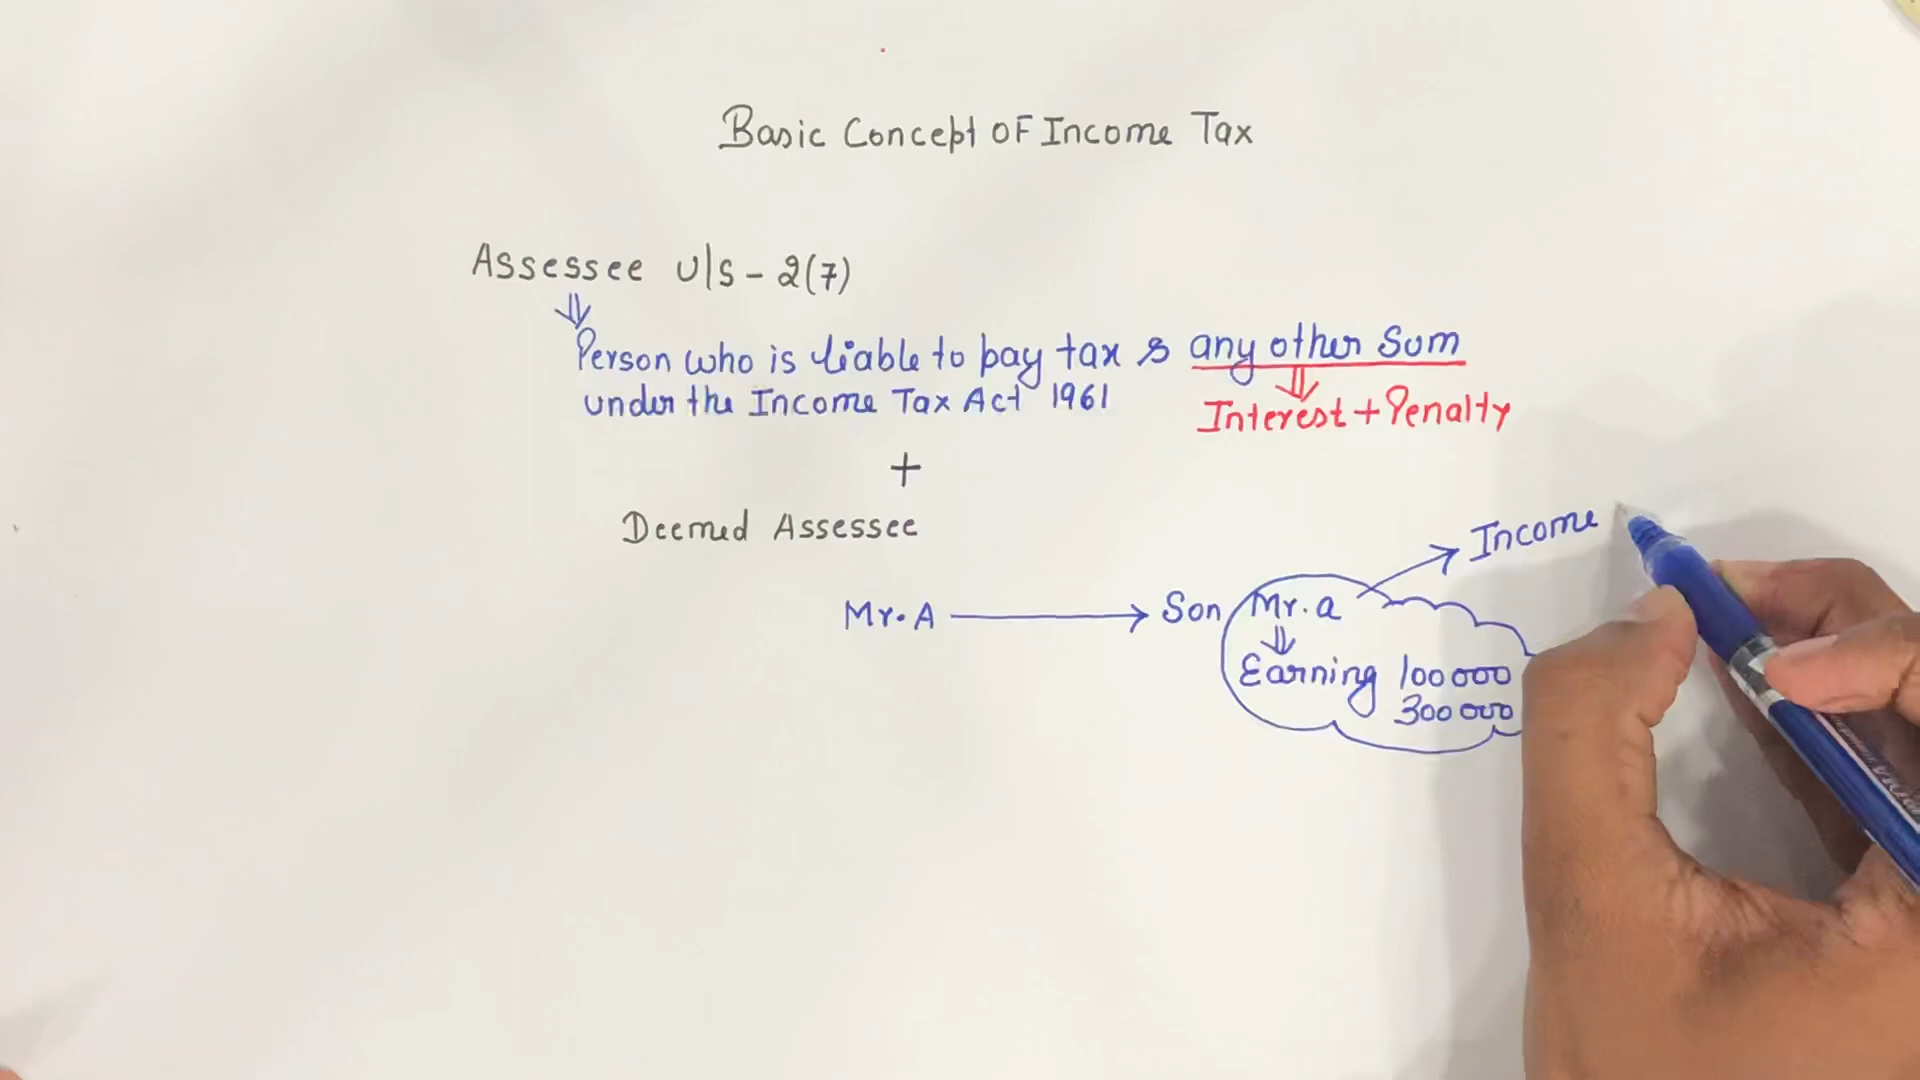 Basic Concept OF Income Tax
Assessee U/S - 2(7)
Person who is liable to pay tax & any other Sum
under the Income Tax Act 1961
Interest + Penalty
+
Deemed Assessee
Income
Mr. A
Son Mr. a
Earning 100000
300000